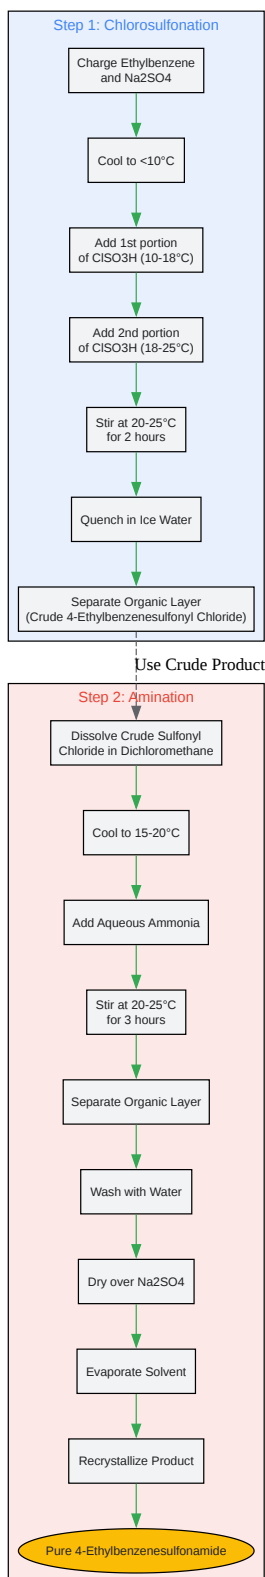 Step 1: Chlorosulfonation
Charge Ethylbenzene
and Na2SO4
Cool to <10°C
Add 1st portion
of ClSO3H (10-18°C)
Add 2nd portion
of ClSO3H (18-25°C)
Stir at 20-25°C
for 2 hours
Quench in Ice Water
Separate Organic Layer
(Crude 4-Ethylbenzenesulfonyl Chloride)
Use Crude Product
Step 2: Amination
Dissolve Crude Sulfonyl
Chloride in Dichloromethane
Cool to 15-20°C
Add Aqueous Ammonia
Stir at 20-25°C
for 3 hours
Separate Organic Layer
Wash with Water
Dry over Na2SO4
Evaporate Solvent
Recrystallize Product
Pure 4-Ethylbenzenesulfonamide